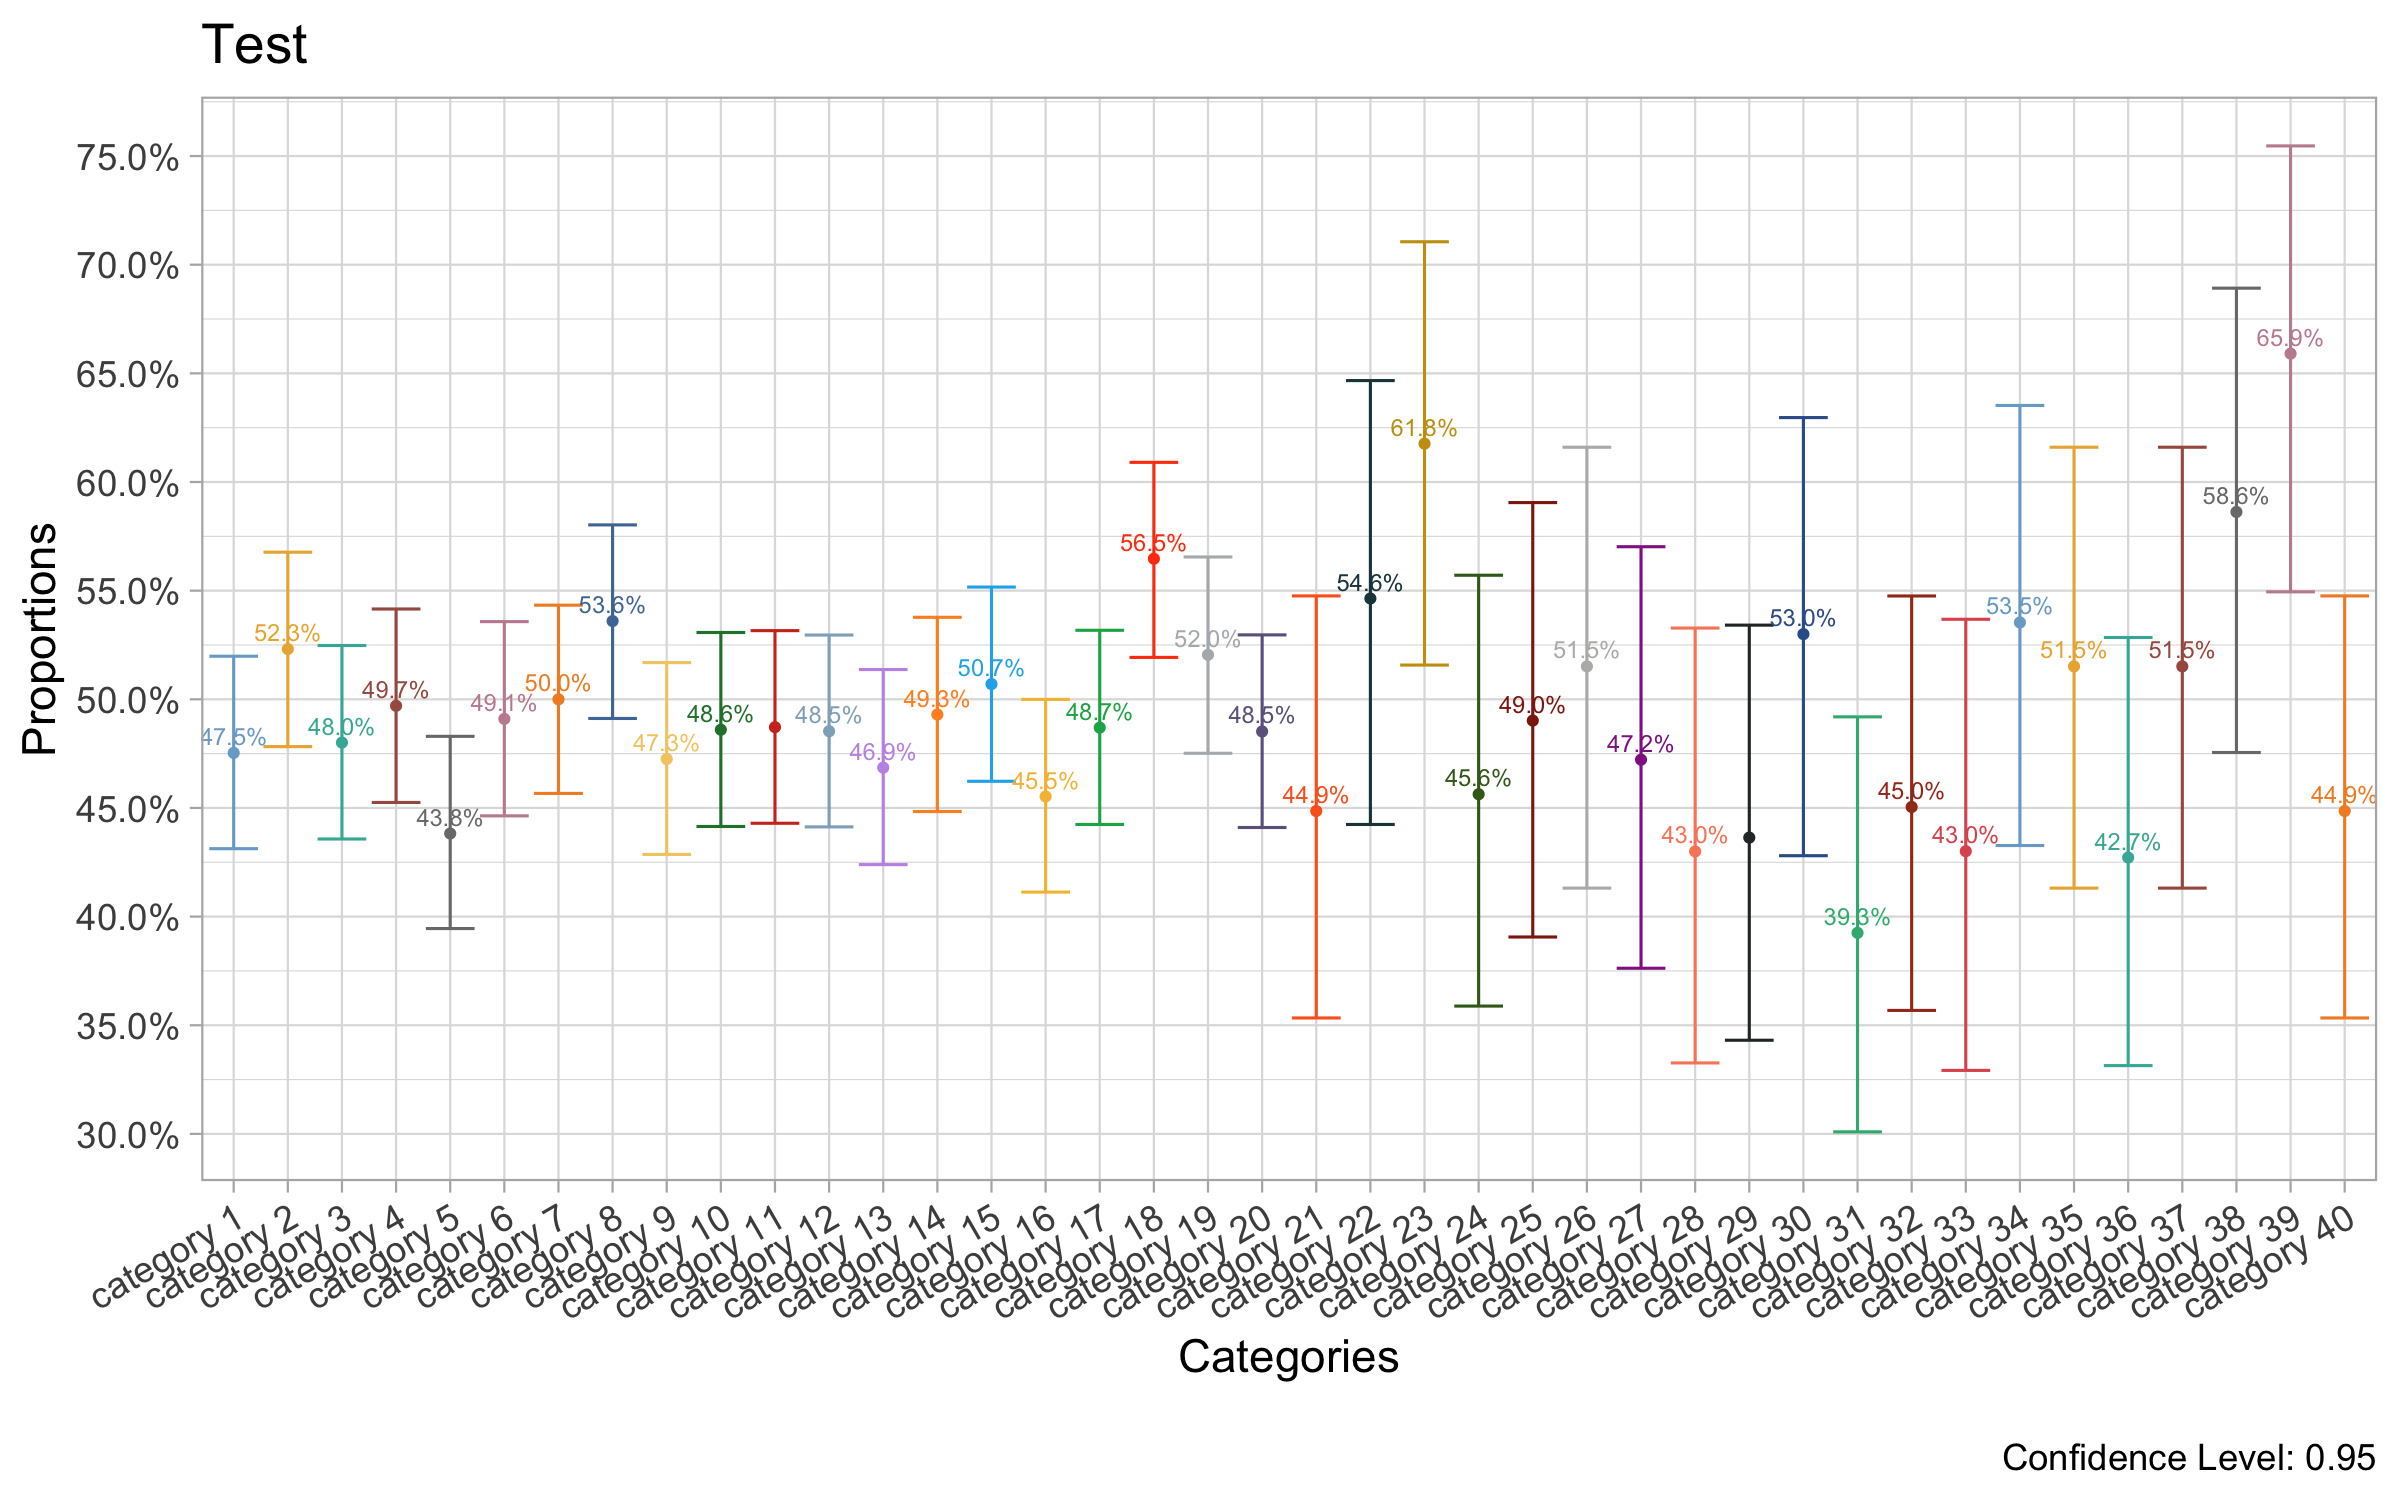 Test
75.0%
70.0%
65.0%
60.0%
55.0%
50.0%
45.0%
40.0%
35.0%
30.0%
Proportions
47.5%
52.3%
48.0%
49.7%
43.8%
49.1%
50.0%
53.6%
47.3%
48.6%
48.5%
46.9%
49.3%
50.7%
45.5%
48.7%
56.5%
52.0%
48.5%
44.9%
54.6%
61.8%
45.6%
49.0%
51.5%
47.2%
43.0%
53.0%
39.3%
45.0%
43.0%
53.5%
51.5%
42.7%
51.5%
58.6%
65.9%
44.9%
category 1
category 2
category 3
category 4
category 5
category 6
category 7
category 8
category 9
category 10
category 11
category 12
category 13
category 14
category 15
category 16
category 17
category 18
category 19
category 20
category 21
category 22
category 23
category 24
category 25
category 26
category 27
category 28
category 29
category 30
category 31
category 32
category 33
category 34
category 35
category 36
category 37
category 38
category 39
category 40
Categories
Confidence Level: 0.95